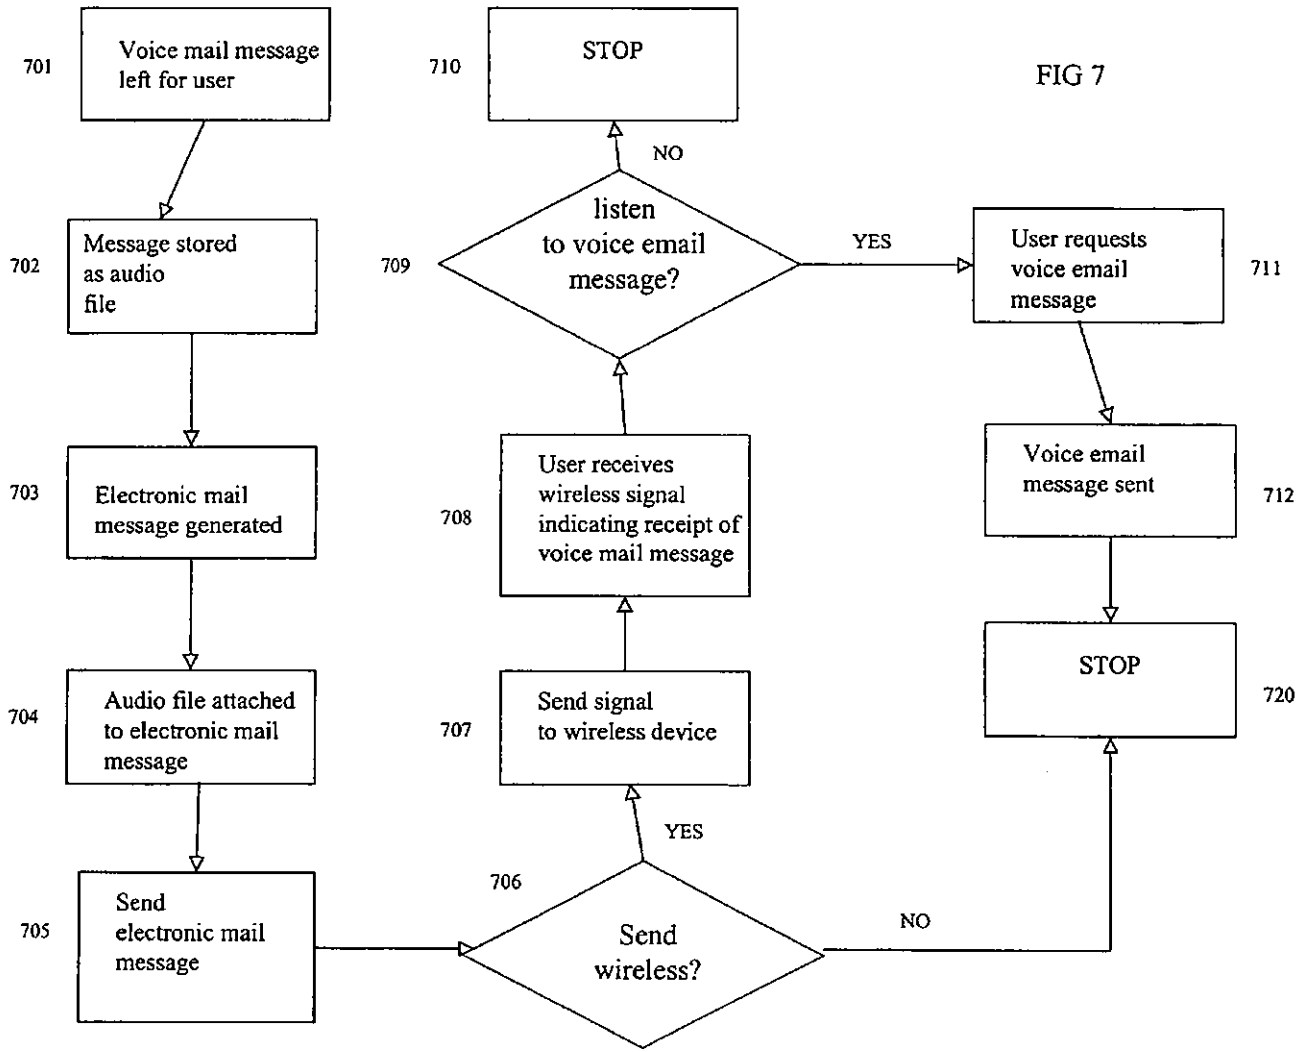 FIG 7
701
Voice mail message
left for user
702
Message stored
as audio
file
703
Electronic mail
message generated
704
Audio file attached
to electronic mail
message
705
Send
electronic mail
message
706
Send
wireless?
YES
NO
707
Send signal
to wireless device
708
User receives
wireless signal
indicating receipt of
voice mail message
709
listen
to voice email
message?
NO
YES
710
STOP
711
User requests
voice email
message
712
Voice email
message sent
720
STOP